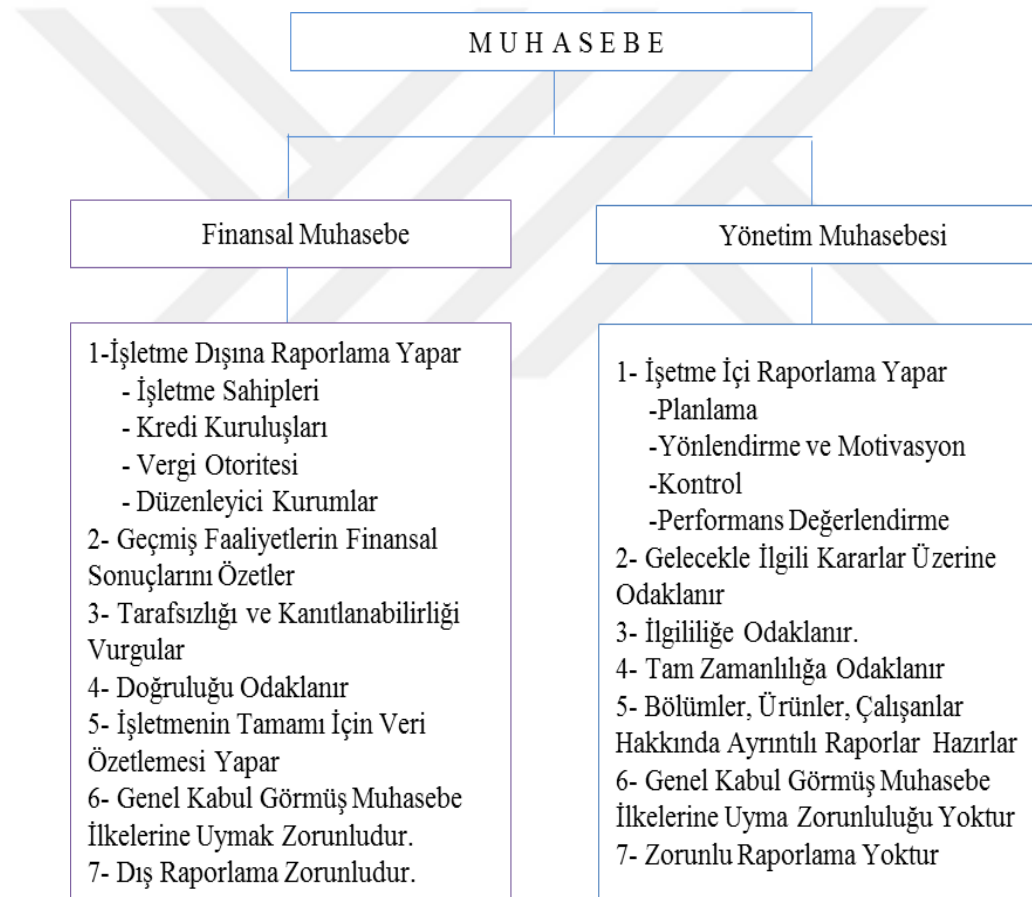 M U H A S E B E
Finansal Muhasebe
1-İşletme Dışına Raporlama Yapar
- İşletme Sahipleri
- Kredi Kuruluşları
- Vergi Otoritesi
- Düzenleyici Kurumlar
2- Geçmiş Faaliyetlerin Finansal
Sonuçlarını Özetler
3- Tarafsızlığı ve Kanıtlanabilirliği
Vurgular
4- Doğruluğu Odaklanır
5- İşletmenin Tamamı İçin Veri
Özetlemesi Yapar
6- Genel Kabul Görmüş Muhasebe
İlkelerine Uymak Zorunludur.
7- Dış Raporlama Zorunludur.
Yönetim Muhasebesi
1- İşetme İçi Raporlama Yapar
-Planlama
-Yönlendirme ve Motivasyon
-Kontrol
-Performans Değerlendirme
2- Gelecekle İlgili Kararlar Üzerine
Odaklanır
3- İlgililiğe Odaklanır.
4- Tam Zamanlılığa Odaklanır
5- Bölümler, Ürünler, Çalışanlar
Hakkında Ayrıntılı Raporlar Hazırlar
6- Genel Kabul Görmüş Muhasebe
İlkelerine Uyma Zorunluluğu Yoktur
7- Zorunlu Raporlama Yoktur